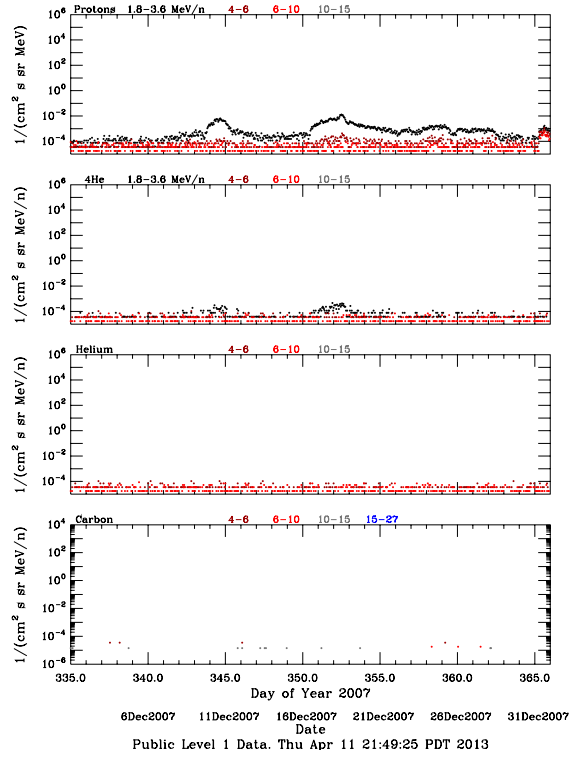 Protons 1.8-3.6 MeV/n 4-6 6-10 10-15
10^6
10^4
10^2
10^0
10^-2
10^-4
1/(cm^2 s sr MeV)
4He 1.8-3.6 MeV/n 4-6 6-10 10-15
10^6
10^4
10^2
10^0
10^-2
10^-4
1/(cm^2 s sr MeV/n)
Helium 4-6 6-10 10-15
10^6
10^4
10^2
10^0
10^-2
10^-4
1/(cm^2 s sr MeV/n)
Carbon 4-6 6-10 10-15 15-27
10^4
10^2
10^0
10^-2
10^-4
10^-6
1/(cm^2 s sr MeV/n)
335.0 340.0 345.0 350.0 355.0 360.0 365.0
Day of Year 2007
6Dec2007 11Dec2007 16Dec2007 21Dec2007 26Dec2007 31Dec2007
Date
Public Level 1 Data. Thu Apr 11 21:49:25 PDT 2013